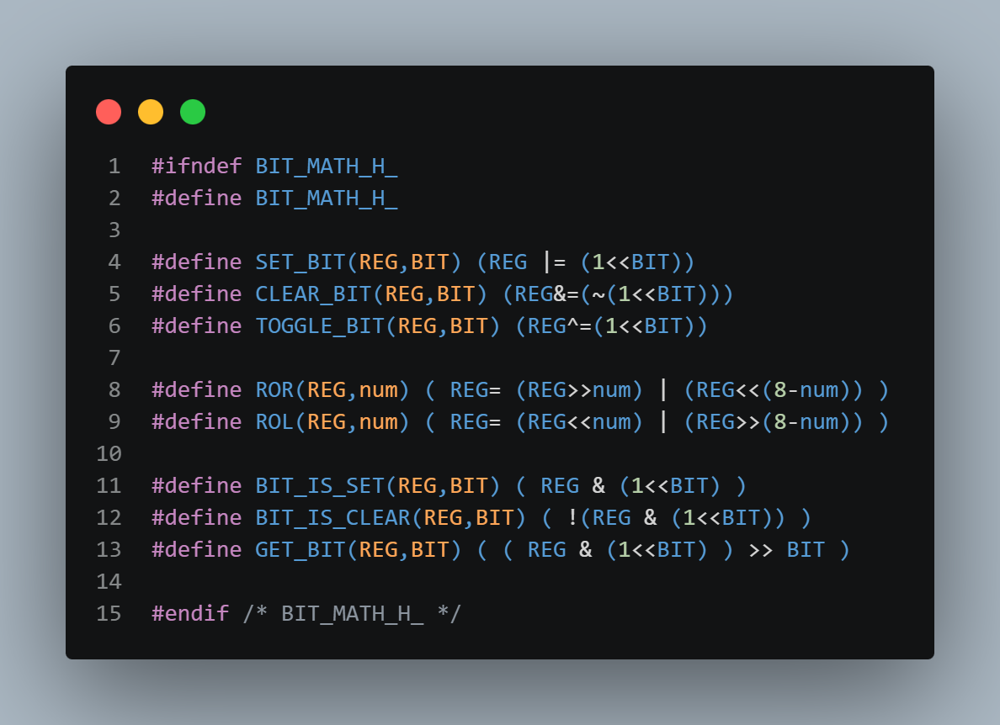 1 #ifndef BIT_MATH_H_
2 #define BIT_MATH_H_
3
4 #define SET_BIT(REG,BIT) (REG |= (1<<BIT))
5 #define CLEAR_BIT(REG,BIT) (REG&=(~(1<<BIT)))
6 #define TOGGLE_BIT(REG,BIT) (REG^=(1<<BIT))
7
8 #define ROR(REG,num) ( REG= (REG>>num) | (REG<<(8-num)) )
9 #define ROL(REG,num) ( REG= (REG<<num) | (REG>>(8-num)) )
10
11 #define BIT_IS_SET(REG,BIT) ( REG & (1<<BIT) )
12 #define BIT_IS_CLEAR(REG,BIT) ( !(REG & (1<<BIT)) )
13 #define GET_BIT(REG,BIT) ( ( REG & (1<<BIT) ) >> BIT )
14
15 #endif /* BIT_MATH_H_ */